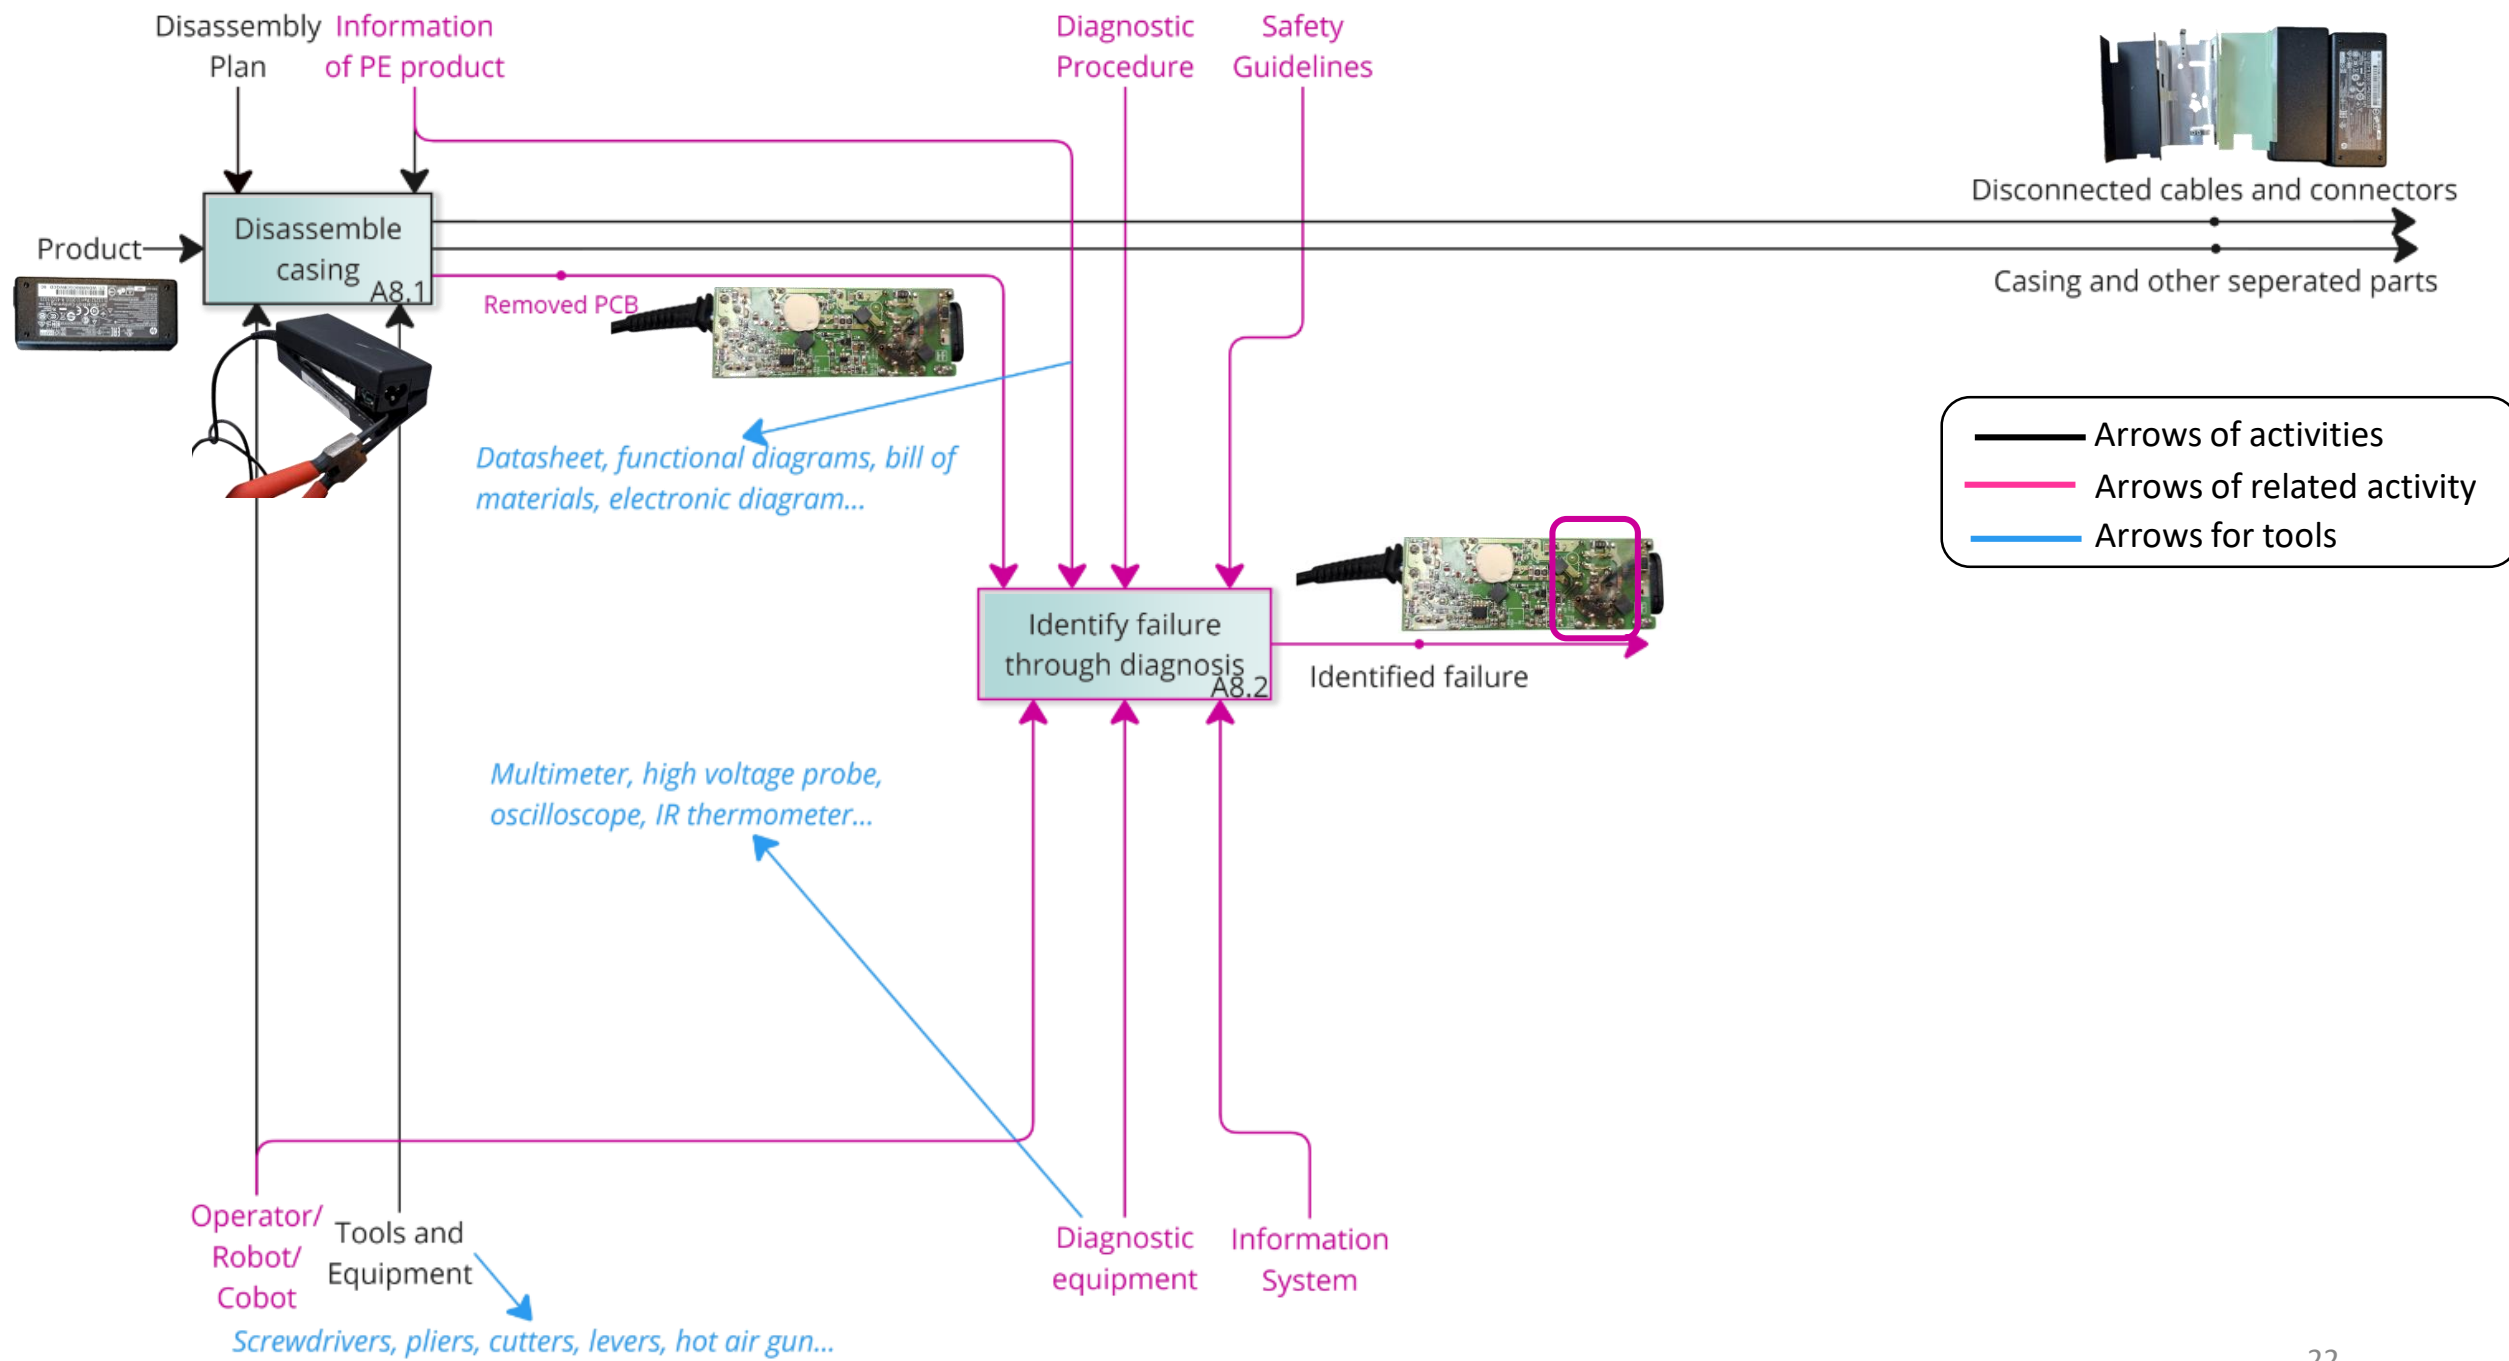 Disassembly
Plan
Information
of PE product
Diagnostic
Procedure
Safety
Guidelines
Disconnected cables and connectors
Product
Disassemble
casing
A8.1
Removed PCB
Casing and other seperated parts
Datasheet, functional diagrams, bill of
materials, electronic diagram...
Arrows of activities
Arrows of related activity
Arrows for tools
Identify failure
through diagnosis
A8.2
Identified failure
Multimeter, high voltage probe,
oscilloscope, IR thermometer...
Operator/
Robot/
Cobot
Tools and
Equipment
Diagnostic
equipment
Information
System
Screwdrivers, pliers, cutters, levers, hot air gun...
22